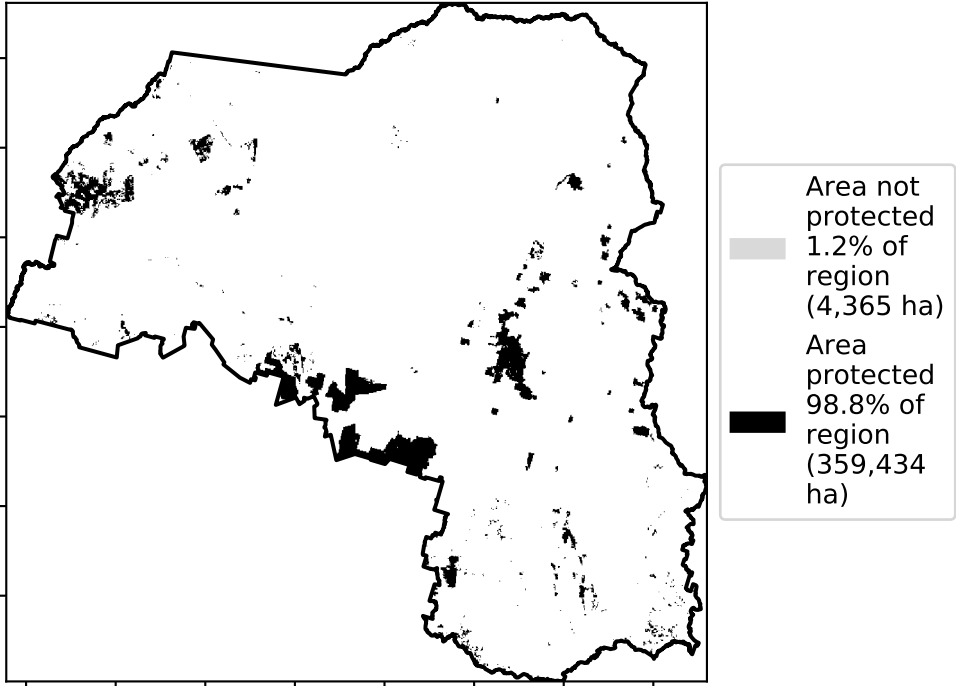 Area not
protected
1.2% of
region
(4,365 ha)
Area
protected
98.8% of
region
(359,434
ha)